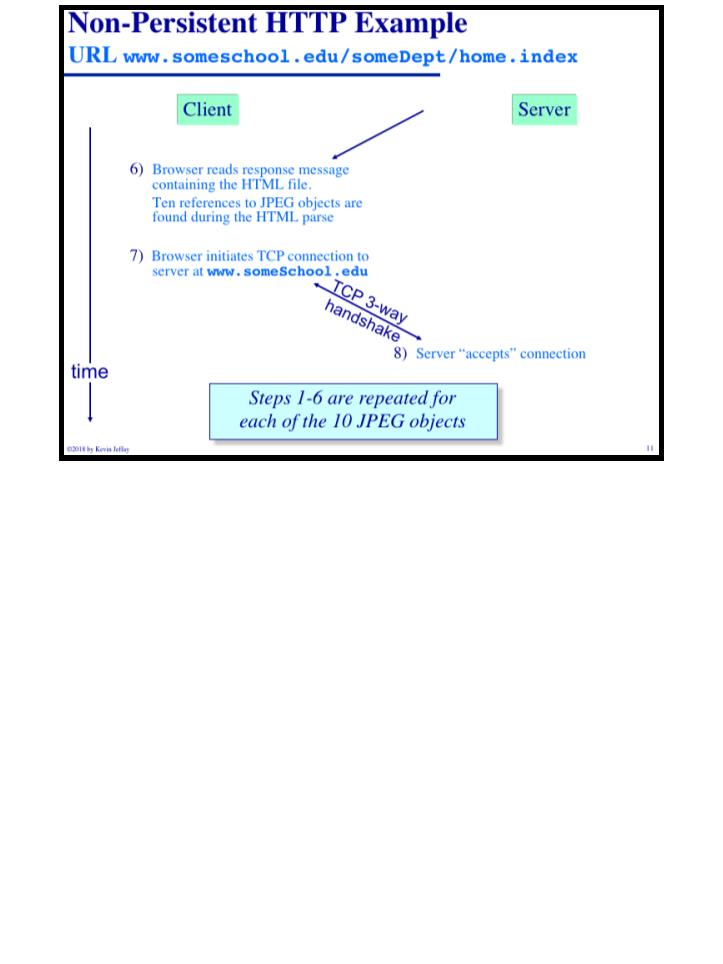 Non-Persistent HTTP Example
URL www.someschool.edu/someDept/home.index
Client
Server
6) Browser reads response message
containing the HTML file.
Ten references to JPEG objects are
found during the HTML parse
7) Browser initiates TCP connection to
server at www.someSchool.edu
TCP 3-way
handshake
8) Server “accepts” connection
time
Steps 1-6 are repeated for
each of the 10 JPEG objects
©2018 by Kevin Jeffay
11